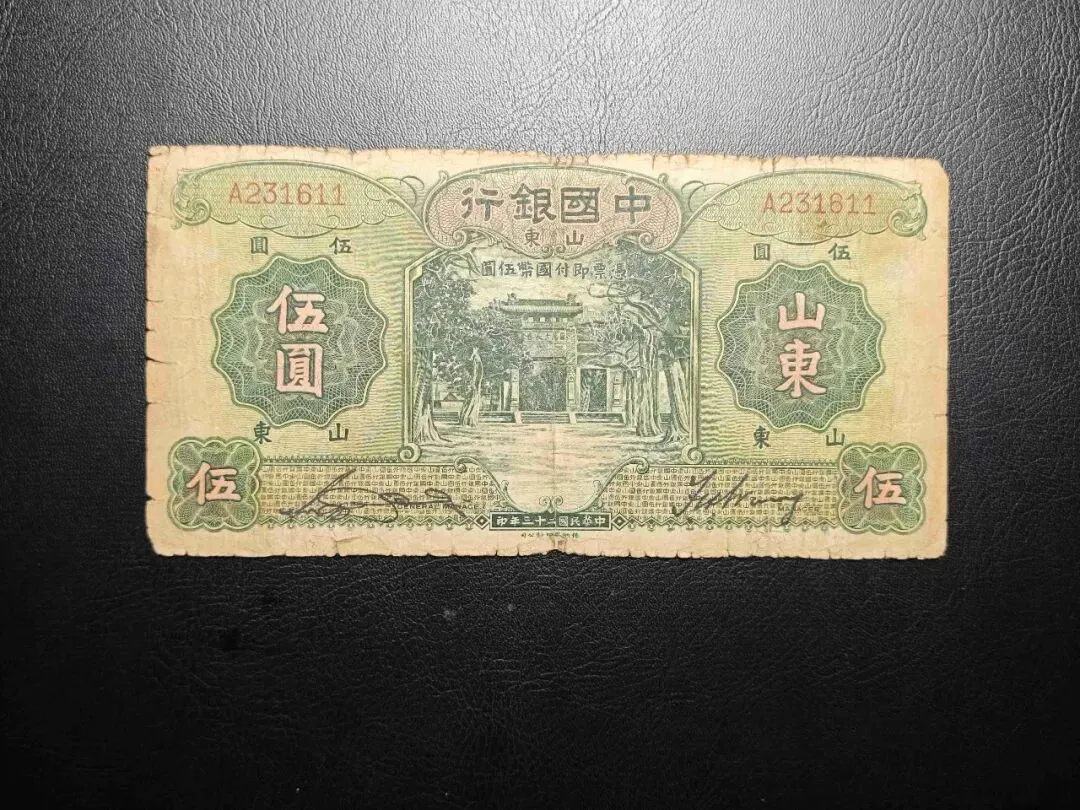 A231611
A231611
中國銀行
山東
伍圓
伍圓
憑票即付國幣伍圓
山東
伍圓
山東
山東
伍
伍
GENERAL MANAGER
中華民國二十三年印